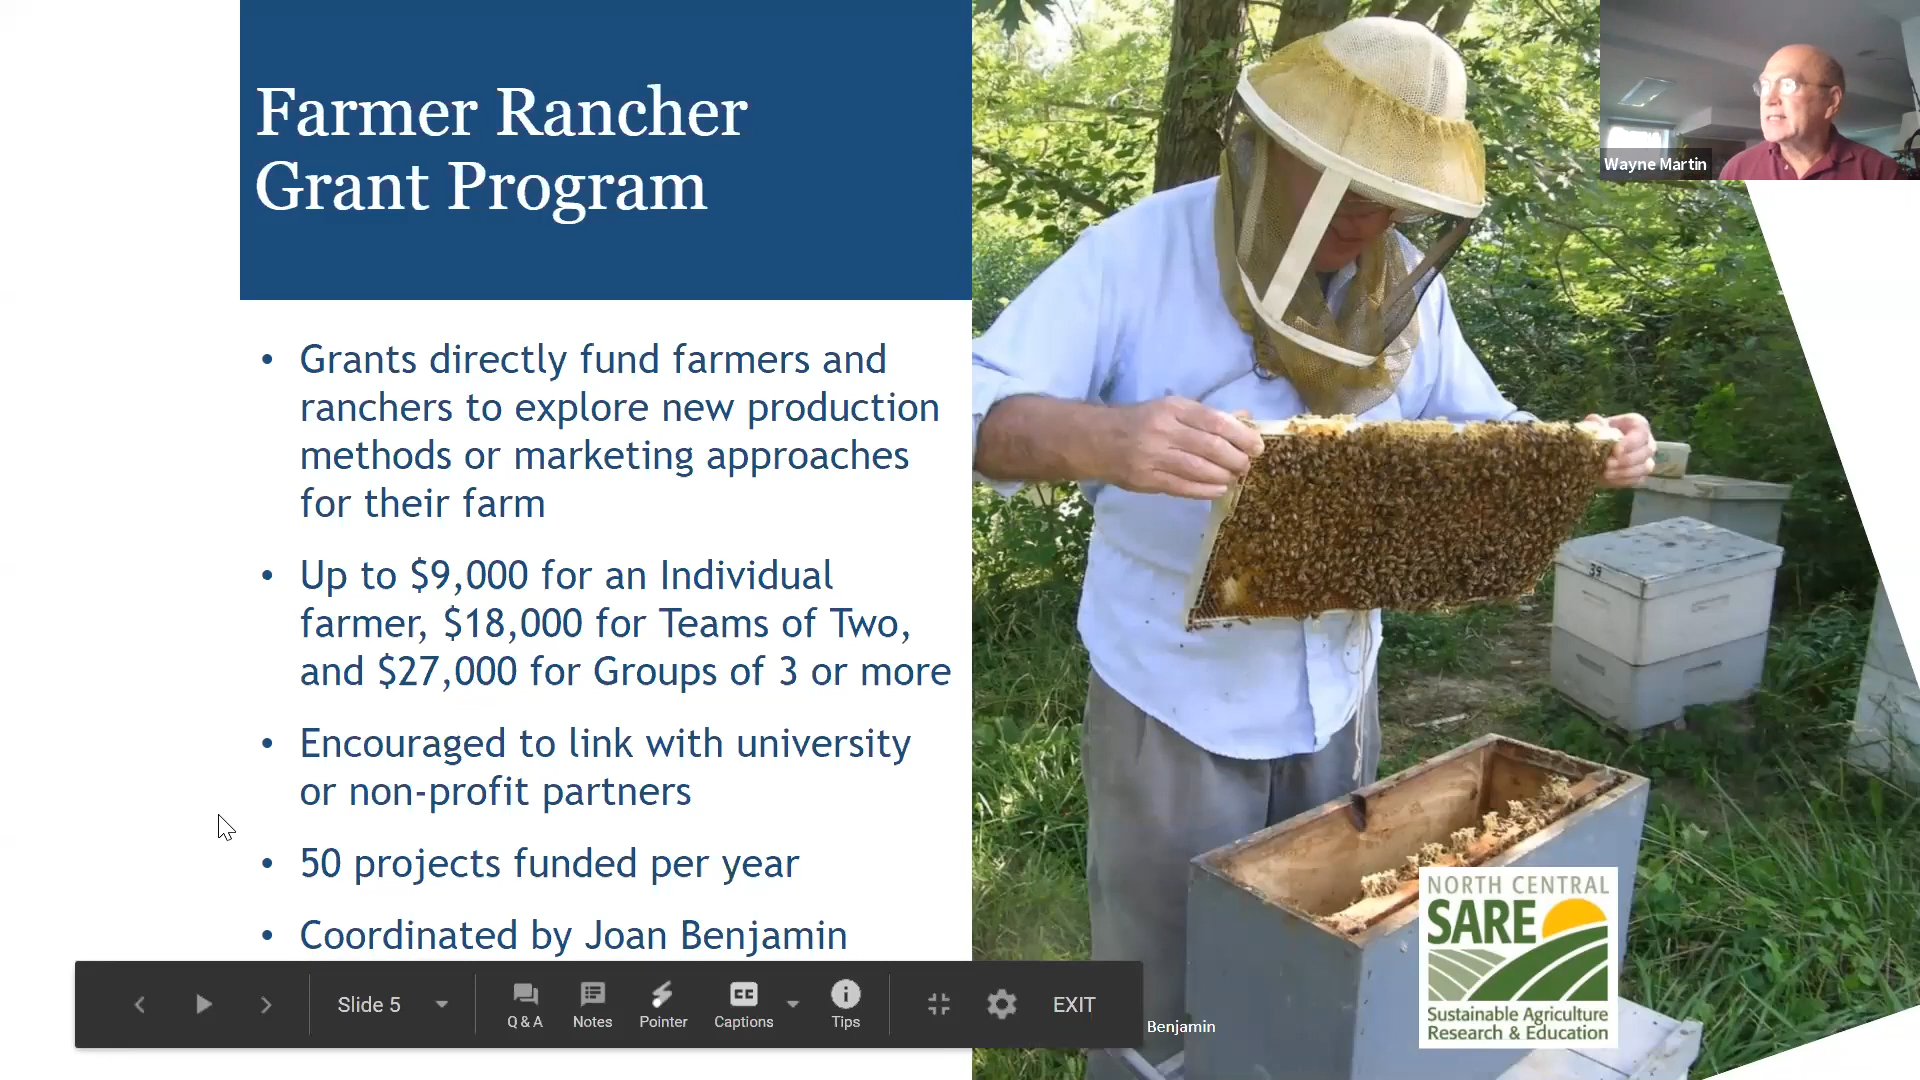 Farmer Rancher
Grant Program
Wayne Martin
• Grants directly fund farmers and
ranchers to explore new production
methods or marketing approaches
for their farm
• Up to $9,000 for an Individual
farmer, $18,000 for Teams of Two,
and $27,000 for Groups of 3 or more
• Encouraged to link with university
or non-profit partners
• 50 projects funded per year
• Coordinated by Joan Benjamin
39
NORTH CENTRAL
SARE
Sustainable Agriculture
Research & Education
Slide 5
Q & A
Notes
Pointer
CC
Captions
Tips
EXIT
Benjamin